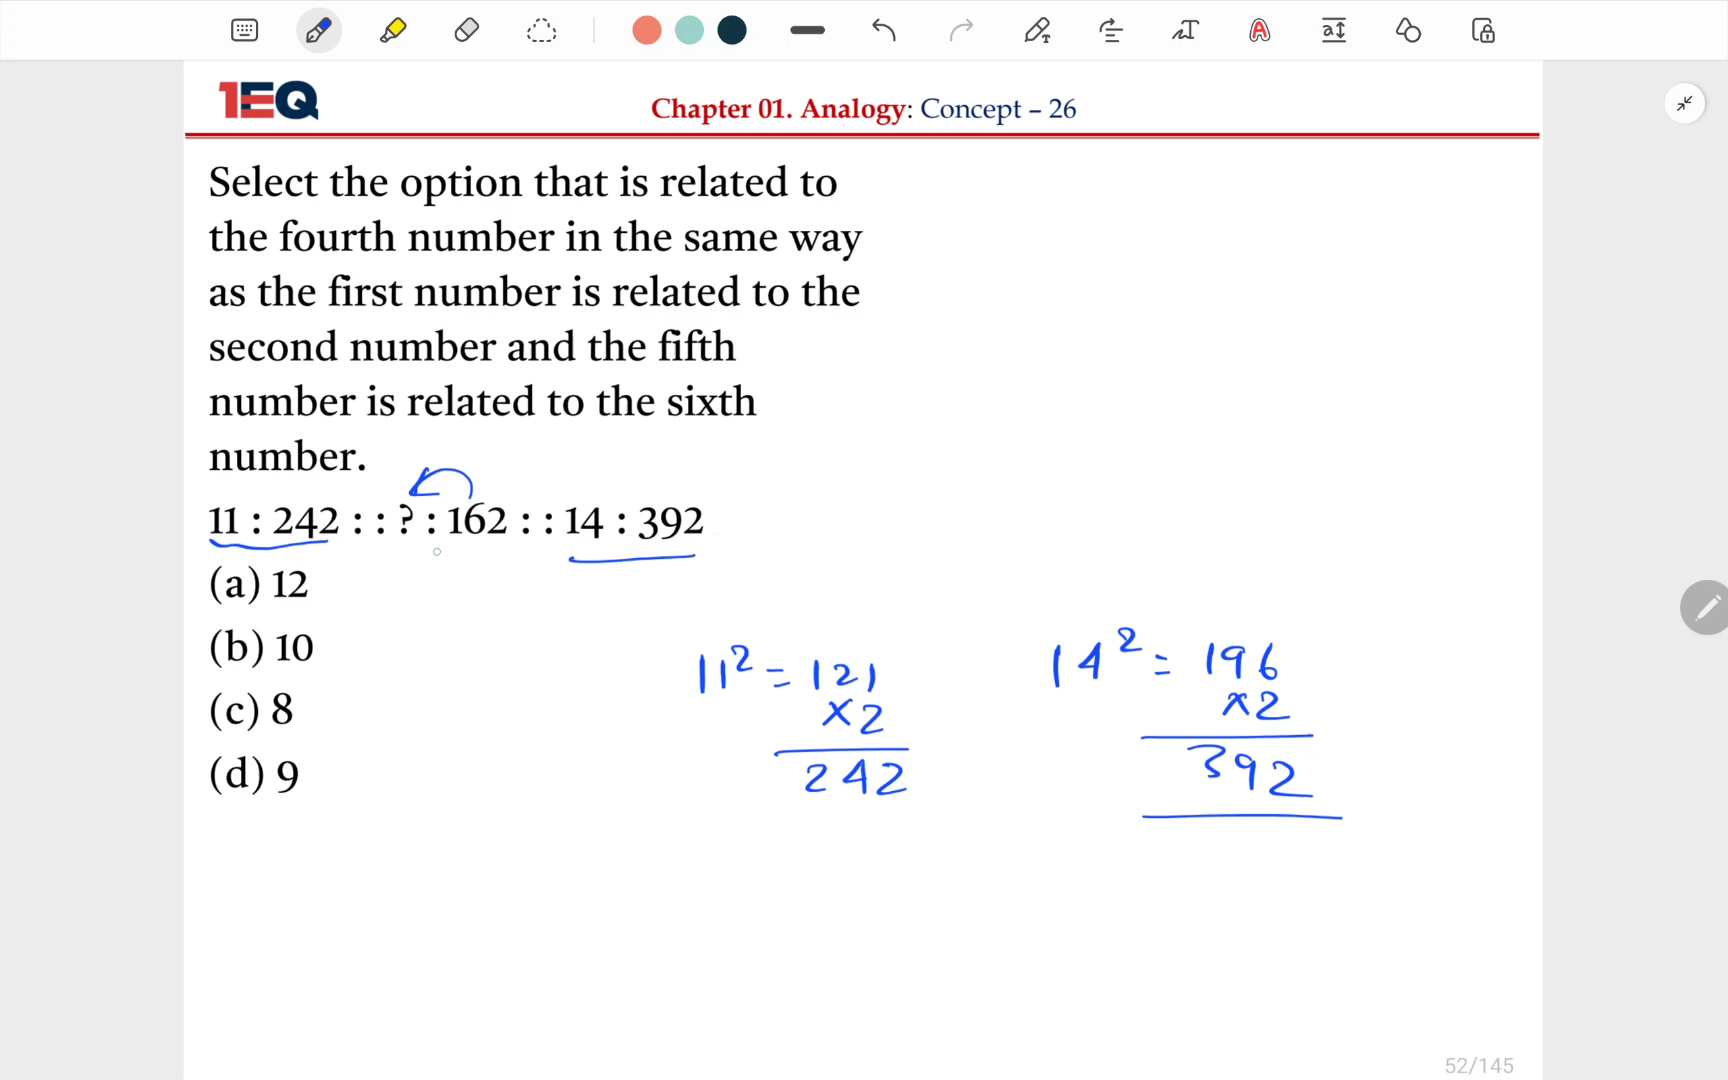 1EQ
Chapter 01. Analogy: Concept – 26
Select the option that is related to
the fourth number in the same way
as the first number is related to the
second number and the fifth
number is related to the sixth
number.
11 : 242 : : ? : 162 : : 14 : 392
(a) 12
(b) 10
(c) 8
(d) 9
11² = 121
×2
242
14² = 196
×2
392
52/145